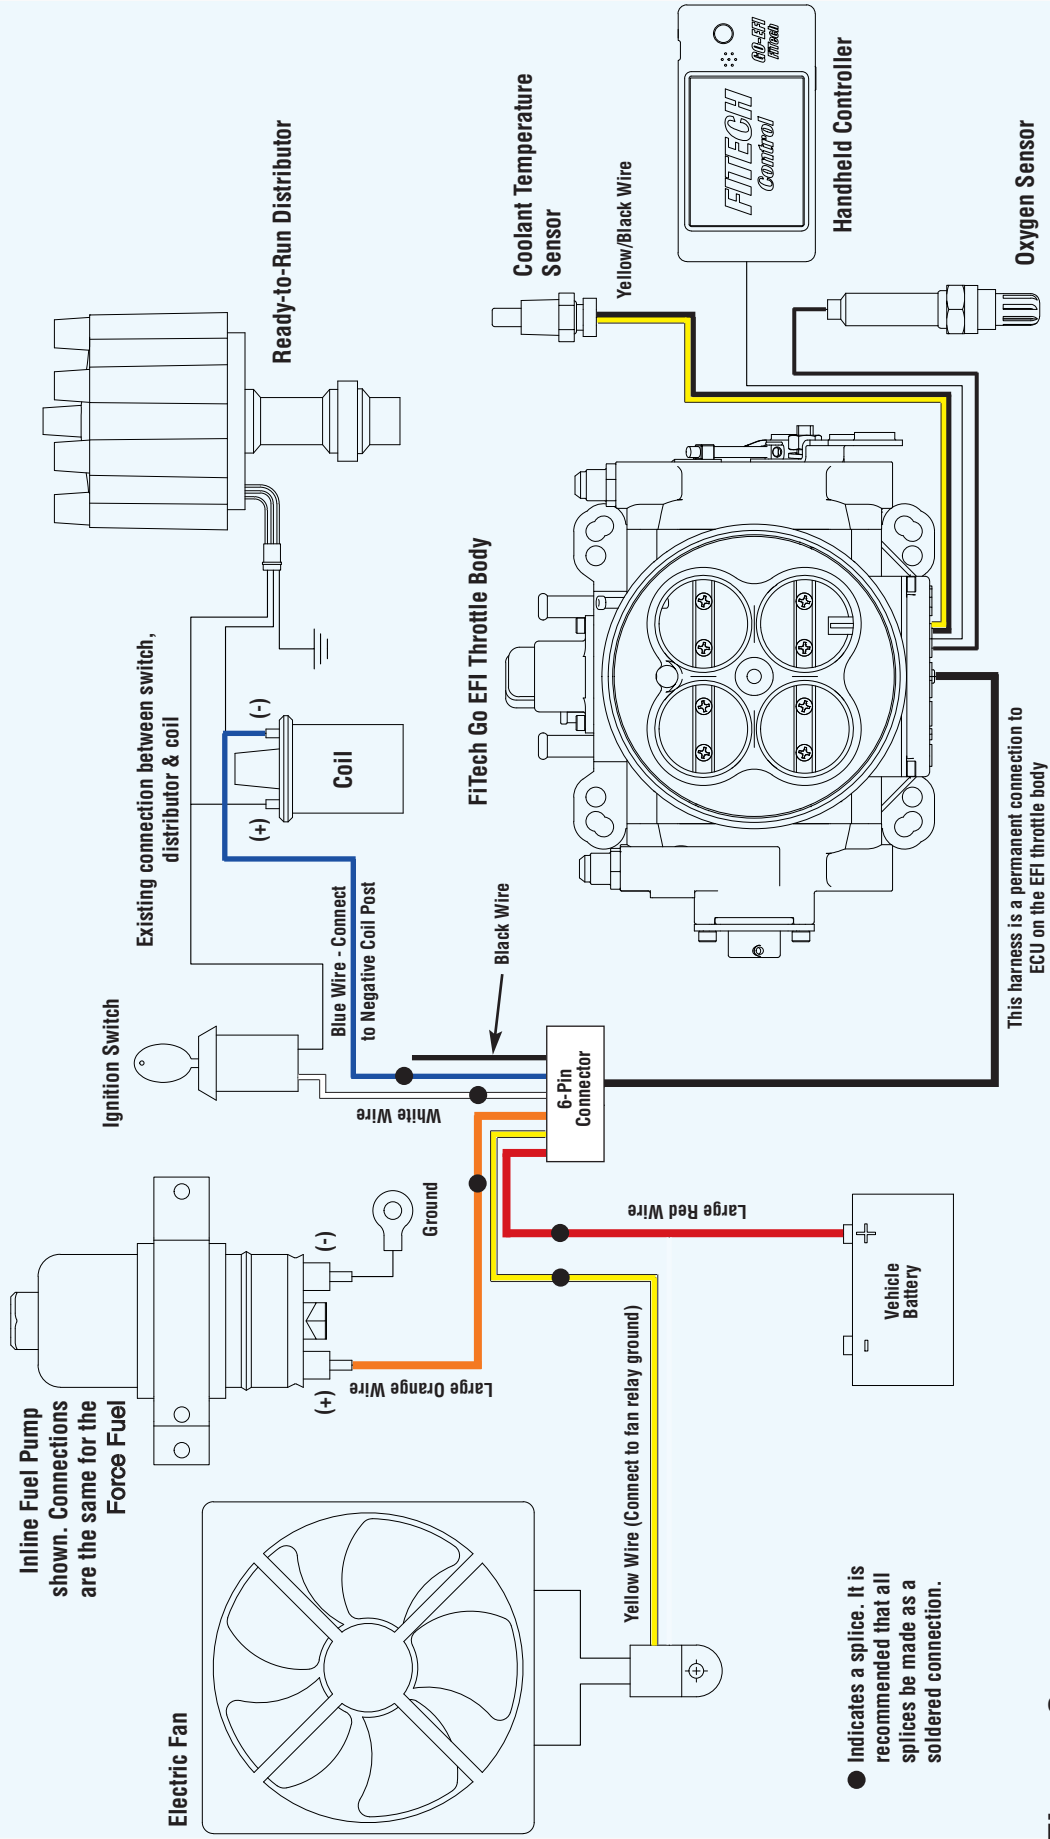 Inline Fuel Pump
shown. Connections
are the same for the
Force Fuel
(+)
(-)
Ground
Large Orange Wire
Electric Fan
Yellow Wire (Connect to fan relay ground)
Ignition Switch
White Wire
Existing connection between switch,
distributor & coil
Blue Wire - Connect
to Negative Coil Post
(+)
(-)
Coil
Ready-to-Run Distributor
Black Wire
6-Pin
Connector
Large Red Wire
+
-
Vehicle
Battery
FiTech Go EFI Throttle Body
Coolant Temperature
Sensor
Yellow/Black Wire
FITECH
Control
GO-EFI
FiTech
Handheld Controller
Oxygen Sensor
This harness is a permanent connection to
ECU on the EFI throttle body
Indicates a splice. It is
recommended that all
splices be made as a
soldered connection.